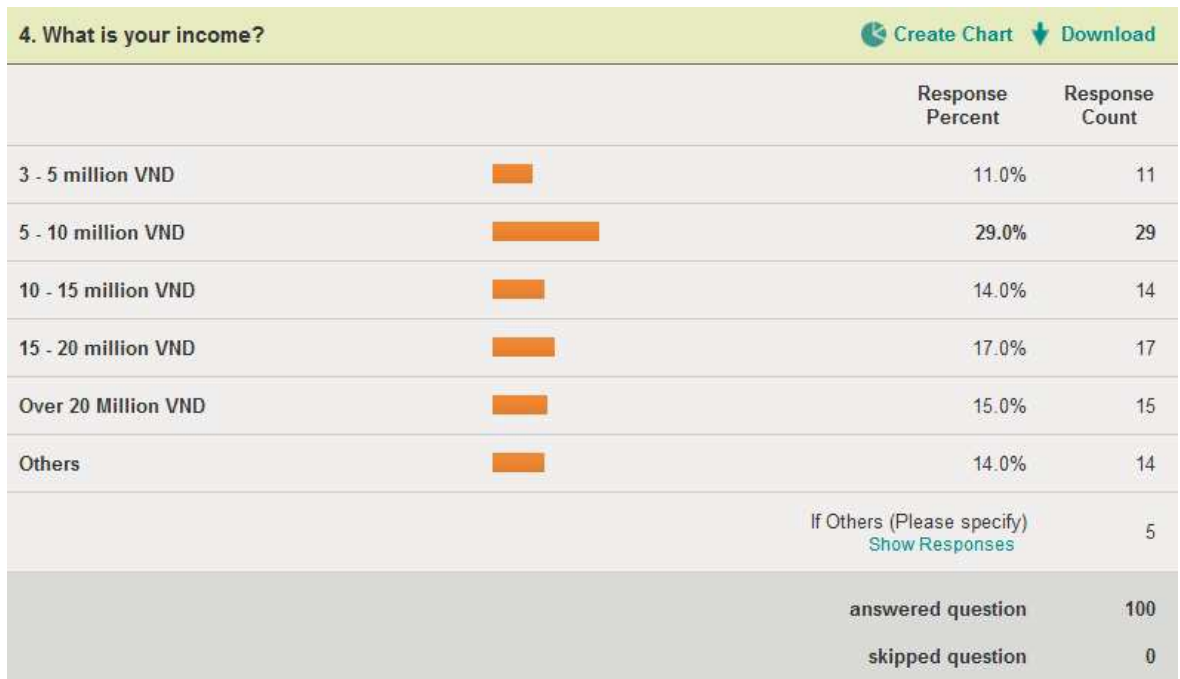 4. What is your income? Create Chart Download
Response Percent Response Count
3 - 5 million VND 11.0% 11
5 - 10 million VND 29.0% 29
10 - 15 million VND 14.0% 14
15 - 20 million VND 17.0% 17
Over 20 Million VND 15.0% 15
Others 14.0% 14
If Others (Please specify) 5
Show Responses
answered question 100
skipped question 0